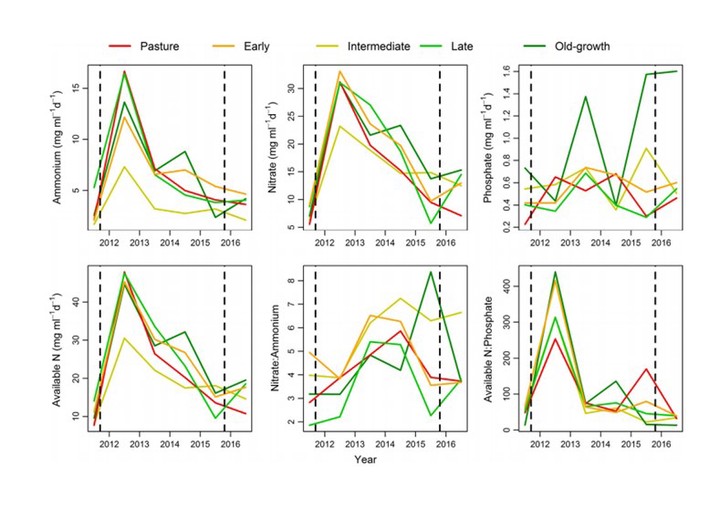 Pasture Early Intermediate Late Old-growth
Ammonium (mg ml⁻¹d⁻¹)
15
10
5
2012 2013 2014 2015 2016
Nitrate (mg ml⁻¹d⁻¹)
30
25
20
15
10
5
2012 2013 2014 2015 2016
Phosphate (mg ml⁻¹d⁻¹)
1.6
1.4
1.2
1.0
0.8
0.6
0.4
0.2
2012 2013 2014 2015 2016
Available N (mg ml⁻¹d⁻¹)
40
30
20
10
2012 2013 2014 2015 2016
Nitrate:Ammonium
8
7
6
5
4
3
2
2012 2013 2014 2015 2016
Available N:Phosphate
400
300
200
100
0
2012 2013 2014 2015 2016
Year